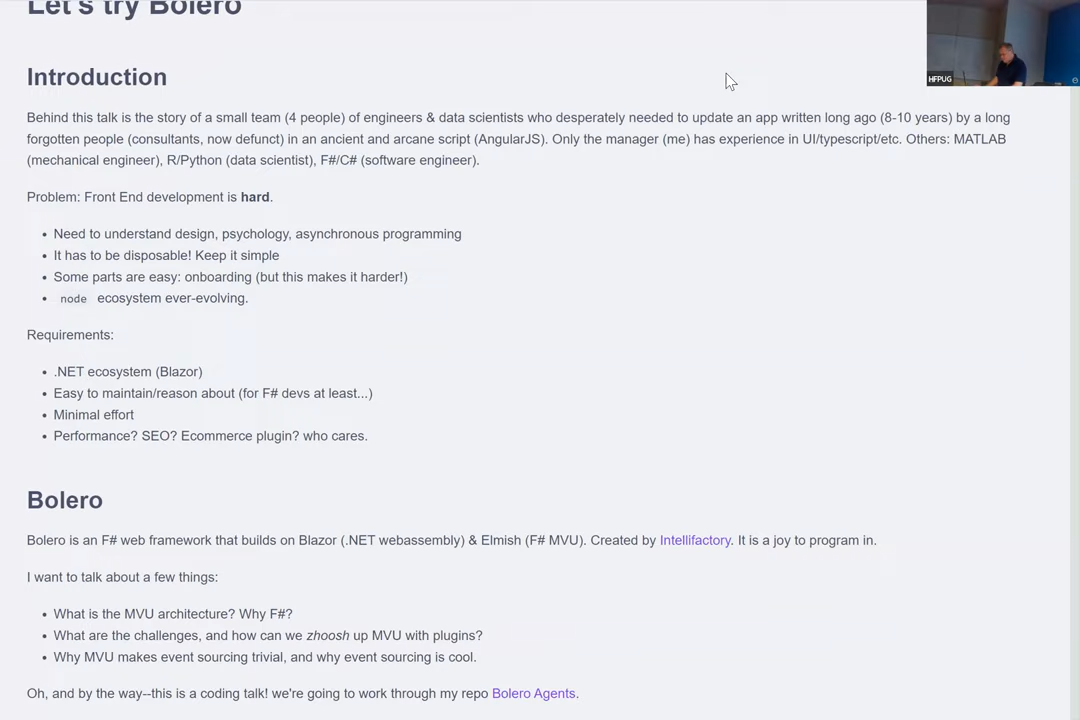 Let's try Bolero
HFPUG
Introduction
Behind this talk is the story of a small team (4 people) of engineers & data scientists who desperately needed to update an app written long ago (8-10 years) by a long
forgotten people (consultants, now defunct) in an ancient and arcane script (AngularJS). Only the manager (me) has experience in UI/typescript/etc. Others: MATLAB
(mechanical engineer), R/Python (data scientist), F#/C# (software engineer).
Problem: Front End development is hard.
• Need to understand design, psychology, asynchronous programming
• It has to be disposable! Keep it simple
• Some parts are easy: onboarding (but this makes it harder!)
• node ecosystem ever-evolving.
Requirements:
• .NET ecosystem (Blazor)
• Easy to maintain/reason about (for F# devs at least...)
• Minimal effort
• Performance? SEO? Ecommerce plugin? who cares.
Bolero
Bolero is an F# web framework that builds on Blazor (.NET webassembly) & Elmish (F# MVU). Created by Intellifactory. It is a joy to program in.
I want to talk about a few things:
• What is the MVU architecture? Why F#?
• What are the challenges, and how can we zhoosh up MVU with plugins?
• Why MVU makes event sourcing trivial, and why event sourcing is cool.
Oh, and by the way--this is a coding talk! we're going to work through my repo Bolero Agents.